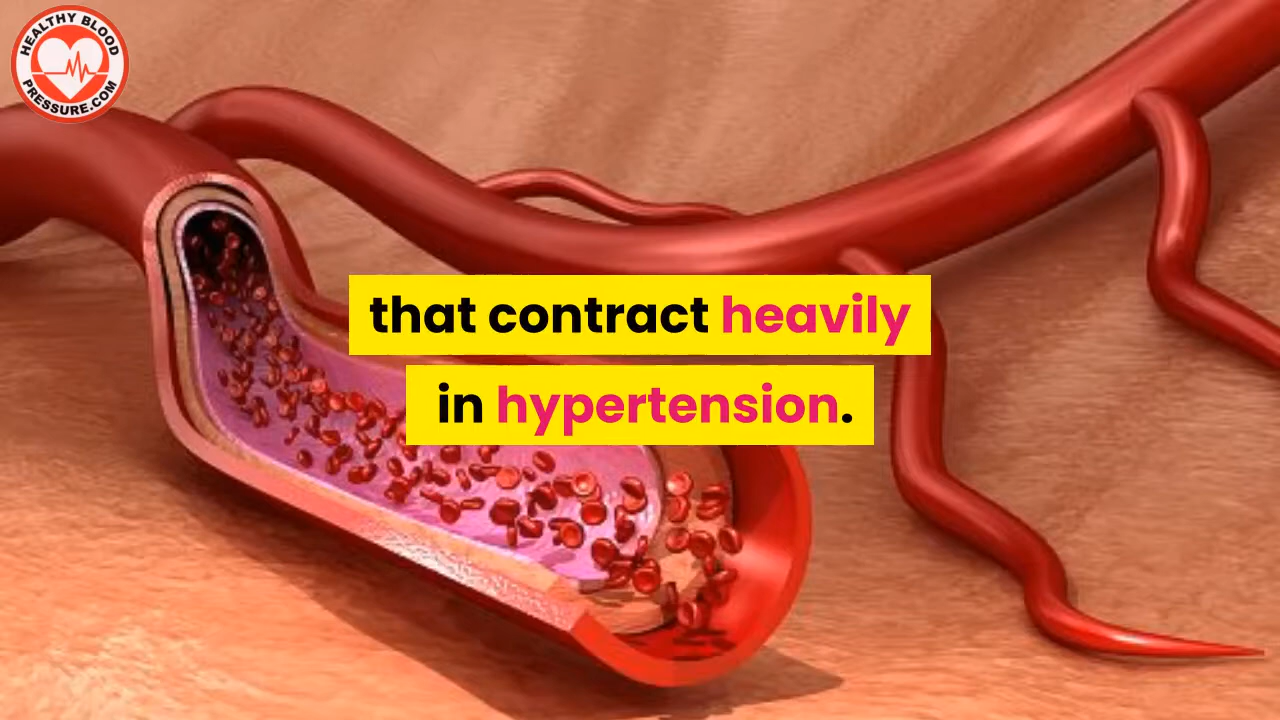 HEALTHY BLOOD
PRESSURE.COM
that contract heavily
in hypertension.